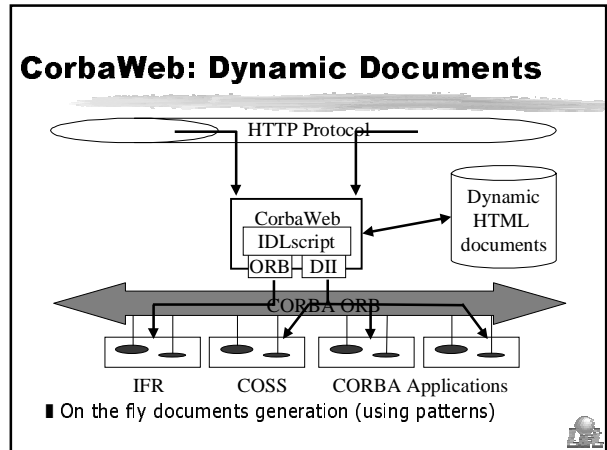 CorbaWeb: Dynamic Documents
HTTP Protocol
CorbaWeb
IDLscript
ORB DII
Dynamic
HTML
documents
CORBA ORB
IFR COSS CORBA Applications
On the fly documents generation (using patterns)